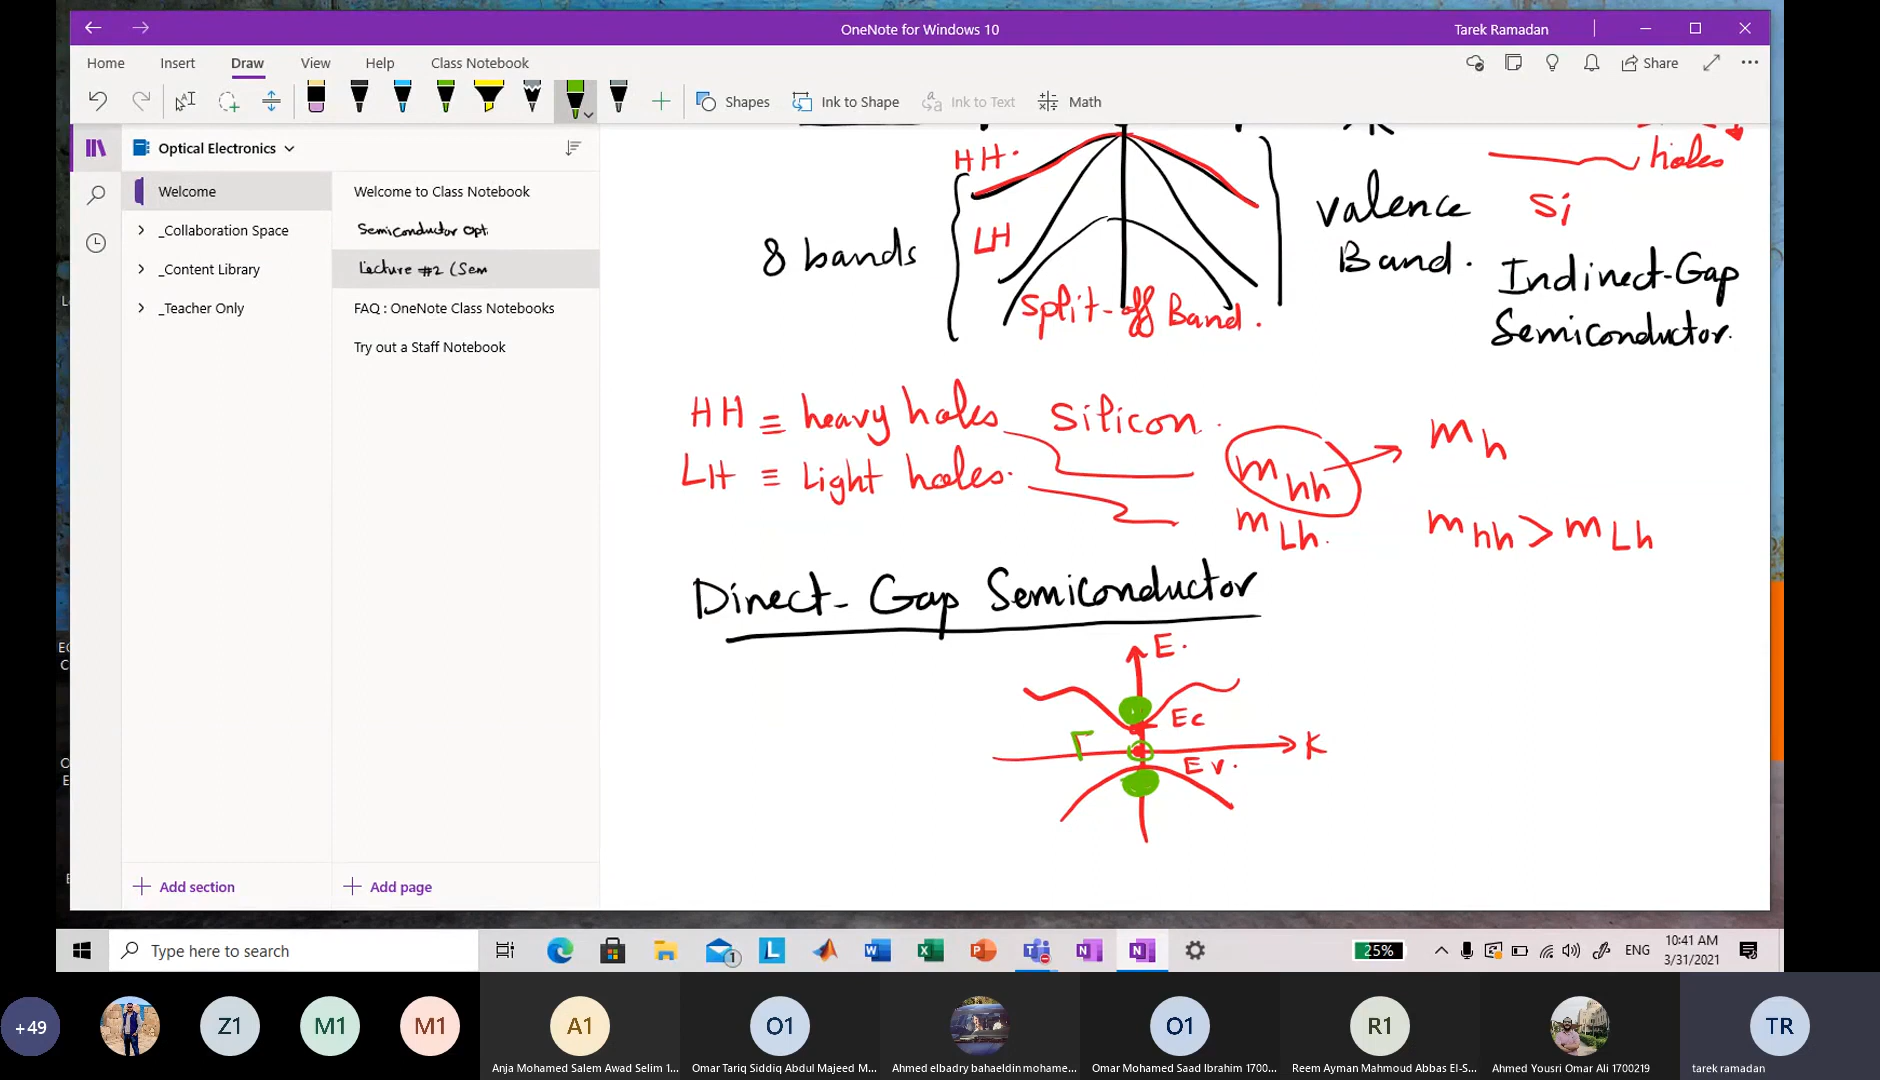 OneNote for Windows 10
Tarek Ramadan
Home Insert Draw View Help Class Notebook
Share
Shapes Ink to Shape Ink to Text Math
Optical Electronics
Welcome
_Collaboration Space
_Content Library
_Teacher Only
Add section
Welcome to Class Notebook
Semiconductor Opt
Lecture #2 (Sem
FAQ : OneNote Class Notebooks
Try out a Staff Notebook
Add page
HH.
LH
Split-off Band.
8 bands
Valence
Band.
holes
Si
Indirect-Gap
Semiconductor.
HH ≡ heavy holes
Silicon.
LH ≡ Light holes.
m hh
m h
m Lh.
m hh > m Lh
Direct-Gap Semiconductor
E.
Ec
Γ
K
Ev.
Type here to search
1
L
25%
ENG
10:41 AM
3/31/2021
+49
Z1
M1
M1
A1
Anja Mohamed Salem Awad Selim 1...
O1
Omar Tariq Siddiq Abdul Majeed M...
Ahmed elbadry bahaeldin mohame...
O1
Omar Mohamed Saad Ibrahim 1700...
R1
Reem Ayman Mahmoud Abbas El-S...
Ahmed Yousri Omar Ali 1700219
TR
tarek ramadan